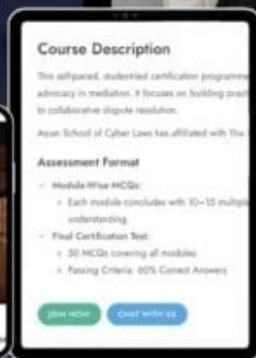 Course Description
This self-paced, student-led certification programme
advocacy in mediation. It focuses on building pract
to collaborative dispute resolution.
Asian School of Cyber Laws has affiliated with The
Assessment Format
Module-Wise MCQs:
Each module concludes with 10–15 multiple
understanding.
Final Certification Test:
50 MCQs covering all modules
Passing Criteria: 60% Correct Answers
JOIN NOW
CHAT WITH US